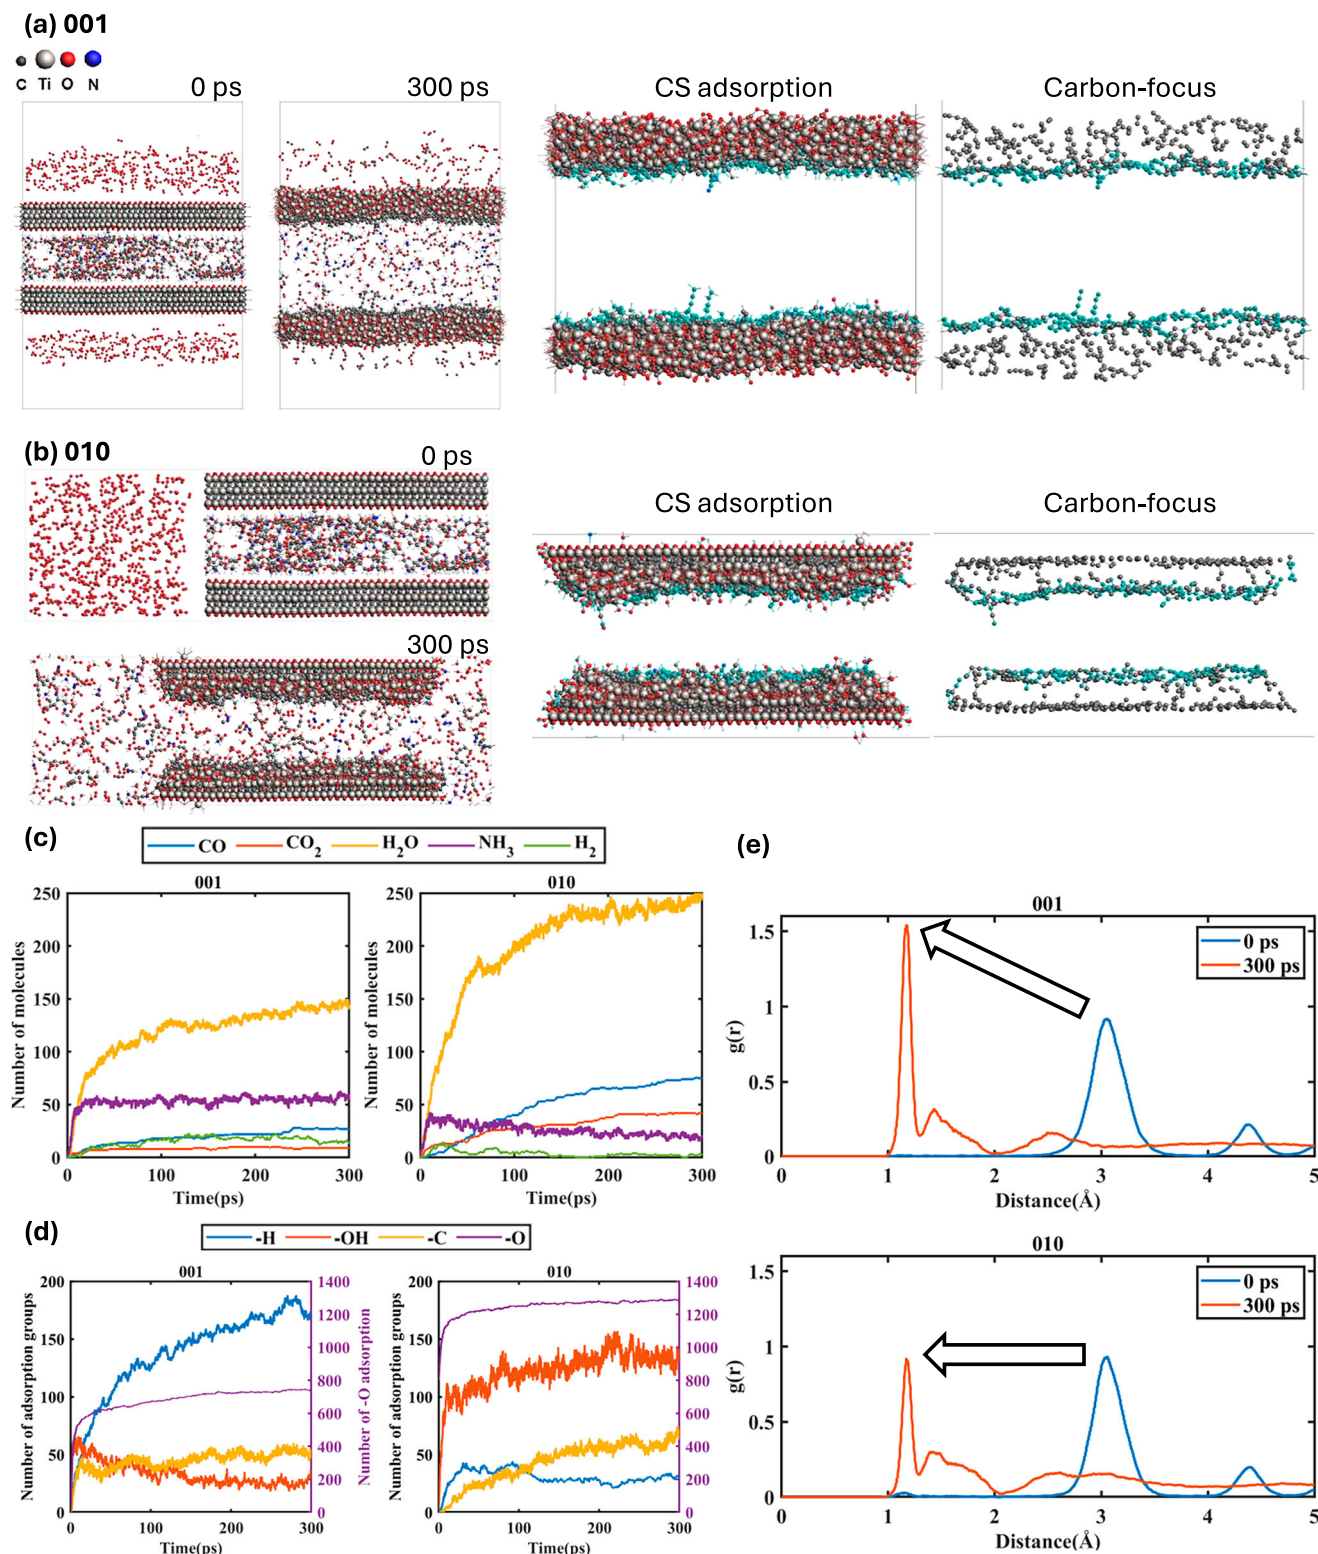 (a) 001
C Ti O N
0 ps
300 ps
CS adsorption
Carbon-focus
(b) 010
0 ps
300 ps
CS adsorption
Carbon-focus
(c)
CO CO₂ H₂O NH₃ H₂
001
250
200
150
100
50
0
Number of molecules
0 100 200 300
Time(ps)
010
250
200
150
100
50
0
Number of molecules
0 100 200 300
Time(ps)
(d)
-H -OH -C -O
001
200
150
100
50
0
Number of adsorption groups
1400
1200
1000
800
600
400
200
0
Number of -O adsorption
0 100 200 300
Time(ps)
010
200
150
100
50
0
Number of adsorption groups
1400
1200
1000
800
600
400
200
0
0 100 200 300
Time(ps)
(e)
001
0 ps
300 ps
1.5
1
0.5
0
g(r)
0 1 2 3 4 5
Distance(Å)
010
0 ps
300 ps
1.5
1
0.5
0
g(r)
0 1 2 3 4 5
Distance(Å)